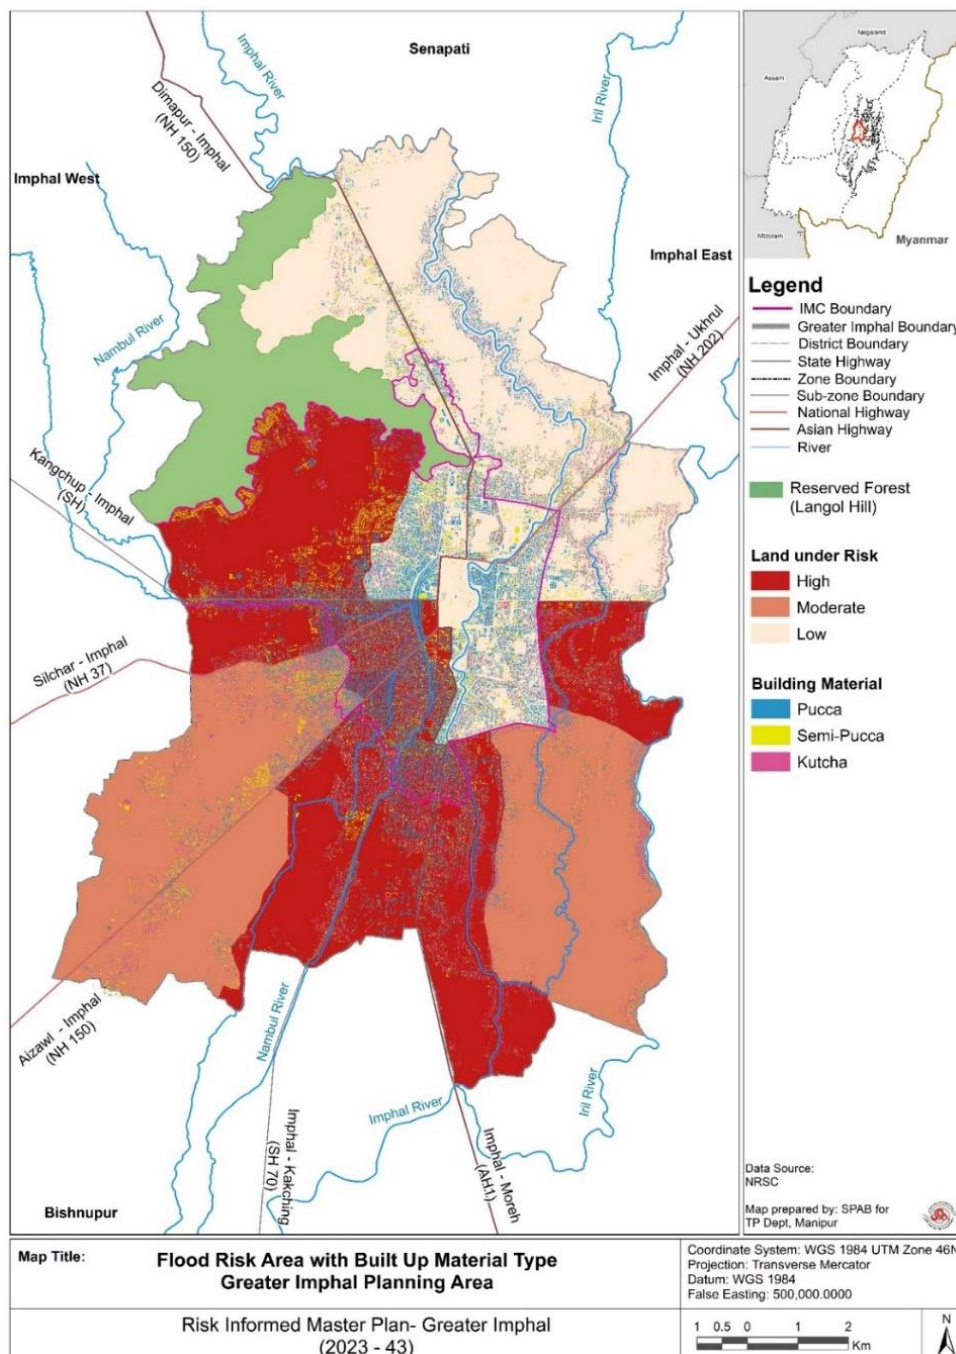 Senapati
Imphal River
Iril River
Dimapur - Imphal
(NH 150)
Imphal West
Imphal East
Nambul River
Imphal - Ukhrul
(NH 202)
Kangchup - Imphal
(SH)
Silchar - Imphal
(NH 37)
Aizawl - Imphal
(NH 150)
Nambul River
Imphal River
Iril River
Imphal - Kakching
(SH 70)
Imphal - Moreh
(AH1)
Bishnupur
Nagaland
Assam
Mizoram
Myanmar
Legend
IMC Boundary
Greater Imphal Boundary
District Boundary
State Highway
Zone Boundary
Sub-zone Boundary
National Highway
Asian Highway
River
Reserved Forest
(Langol Hill)
Land under Risk
High
Moderate
Low
Building Material
Pucca
Semi-Pucca
Kutcha
Data Source:
NRSC
Map prepared by: SPAB for
TP Dept, Manipur
Map Title:
Flood Risk Area with Built Up Material Type
Greater Imphal Planning Area
Risk Informed Master Plan- Greater Imphal
(2023 - 43)
Coordinate System: WGS 1984 UTM Zone 46N
Projection: Transverse Mercator
Datum: WGS 1984
False Easting: 500,000.0000
1 0.5 0 1 2
Km
N